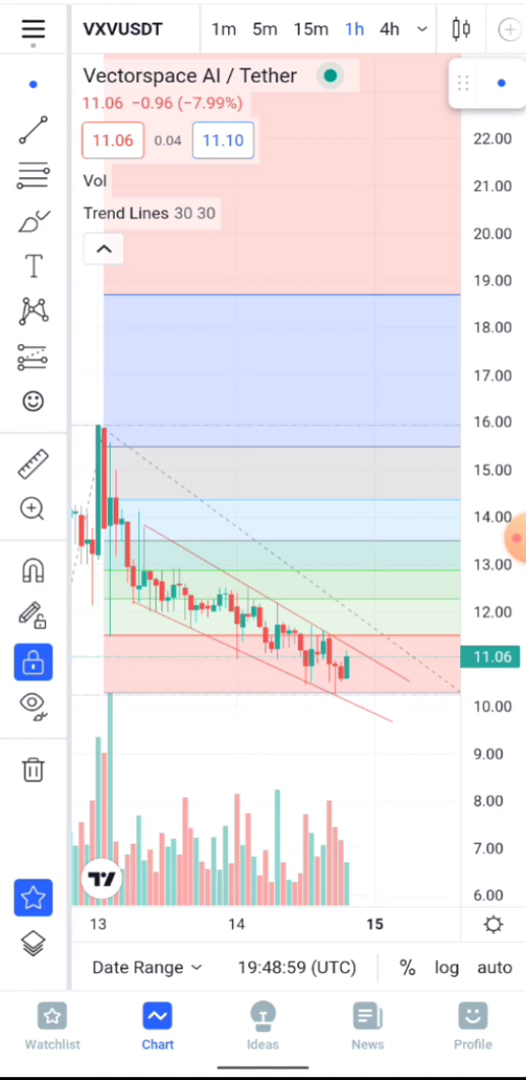 VXVUSDT 1m 5m 15m 1h 4h
Vectorspace AI / Tether
11.06 −0.96 (−7.99%)
11.06 0.04 11.10
Vol
Trend Lines 30 30
22.00
21.00
20.00
19.00
18.00
17.00
16.00
15.00
14.00
13.00
12.00
11.06
10.00
9.00
8.00
7.00
6.00
13 14 15
Date Range 19:48:59 (UTC) % log auto
Watchlist Chart Ideas News Profile